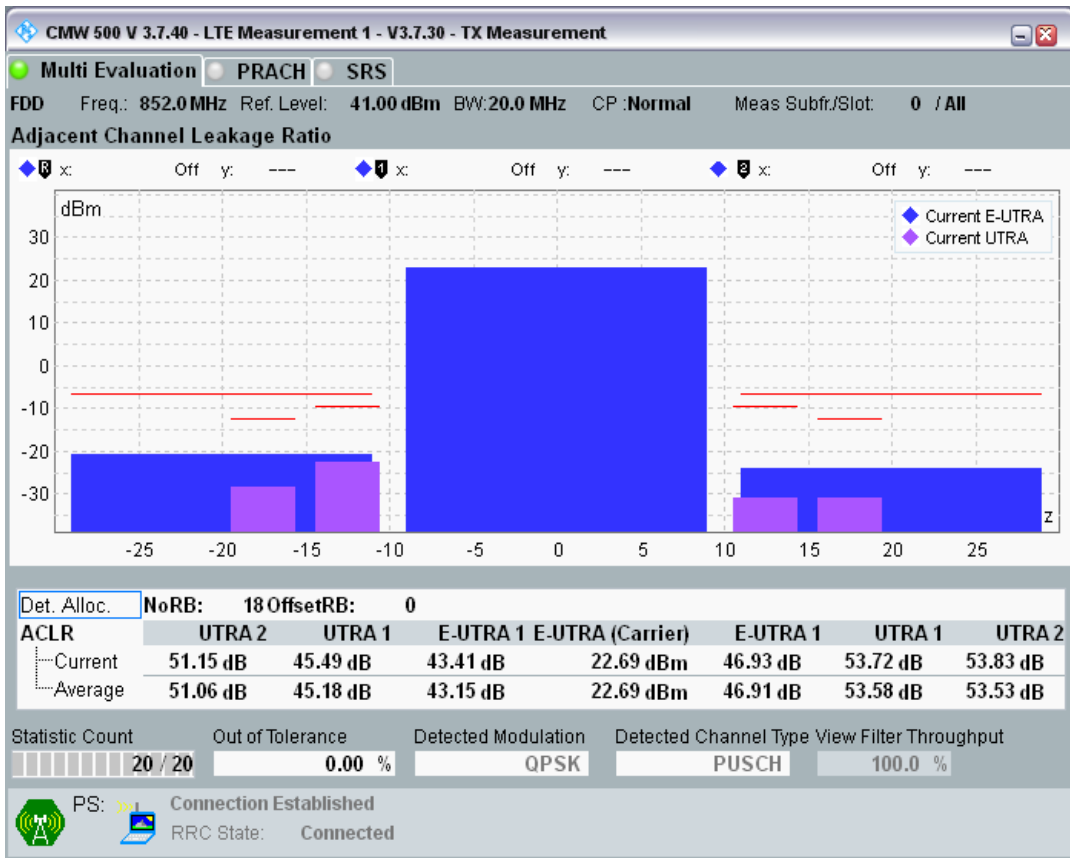 CMW 500 V 3.7.40 - LTE Measurement 1 - V3.7.30 - TX Measurement
Multi Evaluation PRACH SRS
FDD Freq.: 852.0 MHz Ref. Level: 41.00 dBm BW:20.0 MHz CP :Normal Meas Subfr./Slot: 0 / All
Adjacent Channel Leakage Ratio
R x: Off y: --- 1 x: Off y: --- 2 x: Off y: ---
dBm
Current E-UTRA
Current UTRA
30
20
10
0
-10
-20
-30
z
-25 -20 -15 -10 -5 0 5 10 15 20 25
Det. Alloc. NoRB: 18 OffsetRB: 0
ACLR UTRA 2 UTRA 1 E-UTRA 1 E-UTRA (Carrier) E-UTRA 1 UTRA 1 UTRA 2
Current 51.15 dB 45.49 dB 43.41 dB 22.69 dBm 46.93 dB 53.72 dB 53.83 dB
Average 51.06 dB 45.18 dB 43.15 dB 22.69 dBm 46.91 dB 53.58 dB 53.53 dB
Statistic Count Out of Tolerance Detected Modulation Detected Channel Type View Filter Throughput
20 / 20 0.00 % QPSK PUSCH 100.0 %
PS: Connection Established
RRC State: Connected